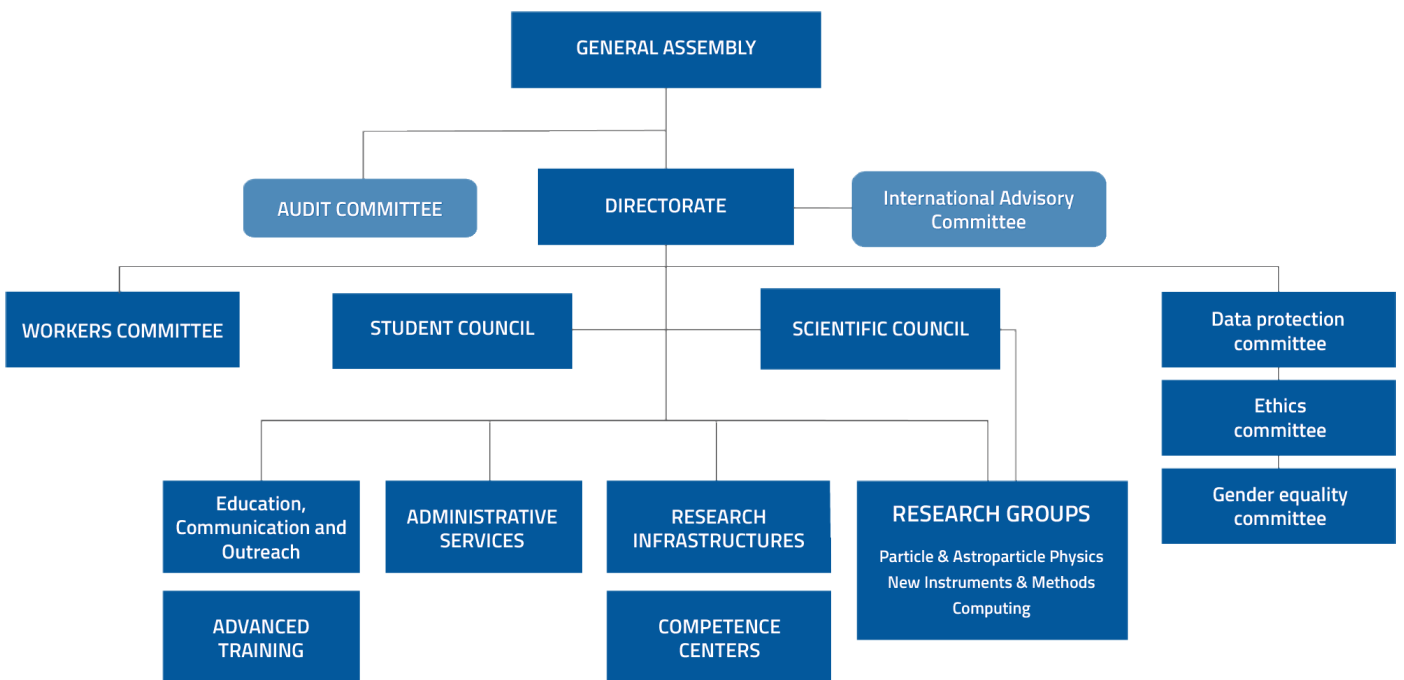 GENERAL ASSEMBLY
AUDIT COMMITTEE
DIRECTORATE
International Advisory
Committee
WORKERS COMMITTEE
STUDENT COUNCIL
SCIENTIFIC COUNCIL
Data protection
committee
Ethics
committee
Gender equality
committee
Education,
Communication and
Outreach
ADMINISTRATIVE
SERVICES
RESEARCH
INFRASTRUCTURES
RESEARCH GROUPS
Particle & Astroparticle Physics
New Instruments & Methods
Computing
ADVANCED
TRAINING
COMPETENCE
CENTERS